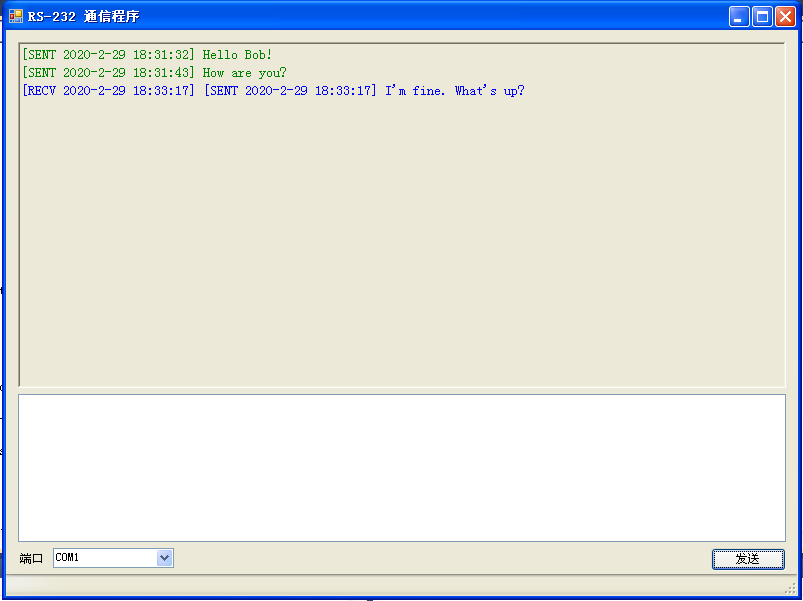 RS-232 通信程序
[SENT 2020-2-29 18:31:32] Hello Bob!
[SENT 2020-2-29 18:31:43] How are you?
[RECV 2020-2-29 18:33:17] [SENT 2020-2-29 18:33:17] I'm fine. What's up?
端口 COM1 发送